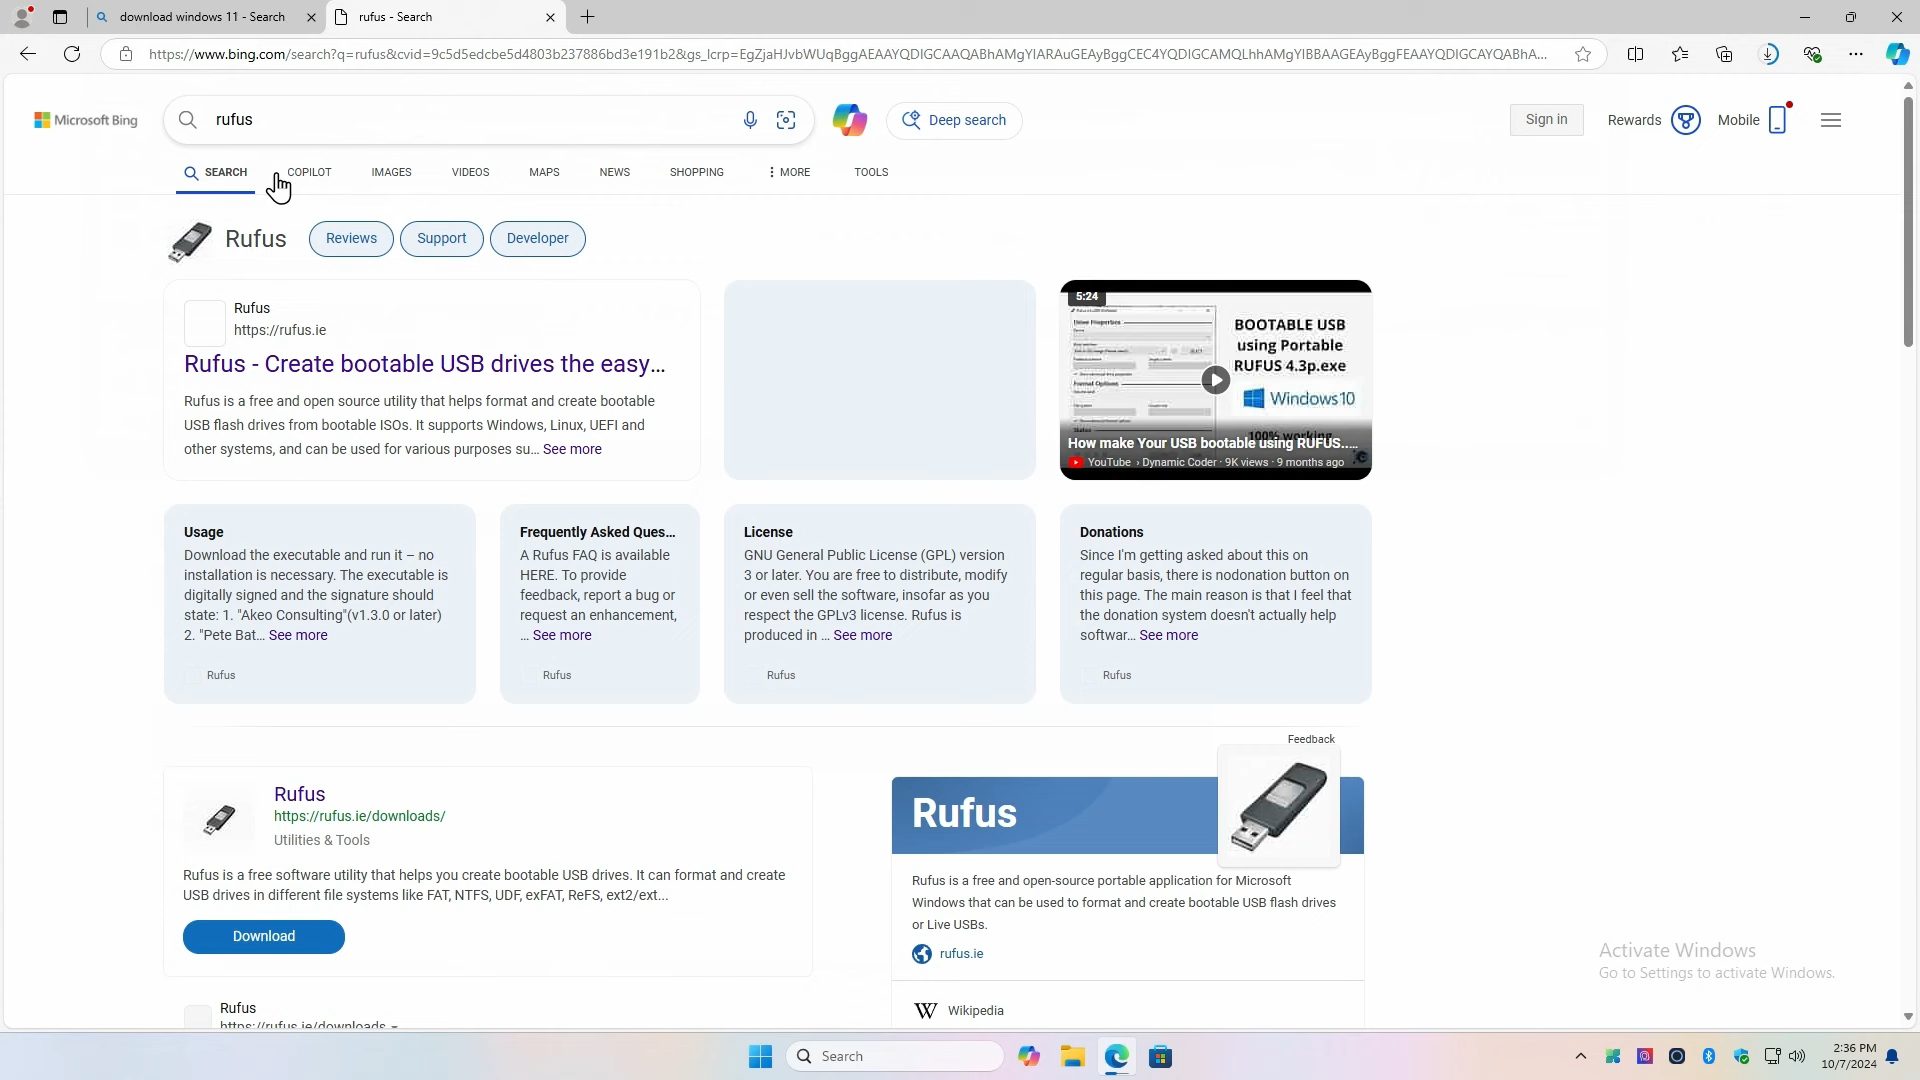 download windows 11 - Search
rufus - Search
https://www.bing.com/search?q=rufus&cvid=9c5d5edcbe5d4803b237886bd3e191b2&gs_lcrp=EgZjaHJvbWUqBggAEAAYQDIGCAAQABhAMgYIARAuGEAyBggCEC4YQDIGCAMQLhhAMgYIBBAAGEAyBggFEAAYQDIGCAYQABhA...
Microsoft Bing
rufus
Deep search
Sign in
Rewards
Mobile
SEARCH
COPILOT
IMAGES
VIDEOS
MAPS
NEWS
SHOPPING
MORE
TOOLS
Rufus
Reviews
Support
Developer
Rufus
https://rufus.ie
Rufus - Create bootable USB drives the easy...
Rufus is a free and open source utility that helps format and create bootable
USB flash drives from bootable ISOs. It supports Windows, Linux, UEFI and
other systems, and can be used for various purposes su... See more
5:24
BOOTABLE USB
using Portable
RUFUS 4.3p.exe
Windows10
100% working
How make Your USB bootable using RUFUS....
YouTube › Dynamic Coder · 9K views · 9 months ago
Usage
Download the executable and run it – no
installation is necessary. The executable is
digitally signed and the signature should
state: 1. "Akeo Consulting"(v1.3.0 or later)
2. "Pete Bat... See more
Rufus
Frequently Asked Ques...
A Rufus FAQ is available
HERE. To provide
feedback, report a bug or
request an enhancement,
... See more
Rufus
License
GNU General Public License (GPL) version
3 or later. You are free to distribute, modify
or even sell the software, insofar as you
respect the GPLv3 license. Rufus is
produced in ... See more
Rufus
Donations
Since I'm getting asked about this on
regular basis, there is nodonation button on
this page. The main reason is that I feel that
the donation system doesn't actually help
softwar... See more
Rufus
Feedback
Rufus
https://rufus.ie/downloads/
Utilities & Tools
Rufus is a free software utility that helps you create bootable USB drives. It can format and create
USB drives in different file systems like FAT, NTFS, UDF, exFAT, ReFS, ext2/ext...
Download
Rufus
https://rufus.ie/downloads
Rufus
Rufus is a free and open-source portable application for Microsoft
Windows that can be used to format and create bootable USB flash drives
or Live USBs.
rufus.ie
Wikipedia
Activate Windows
Go to Settings to activate Windows.
Search
2:36 PM
10/7/2024